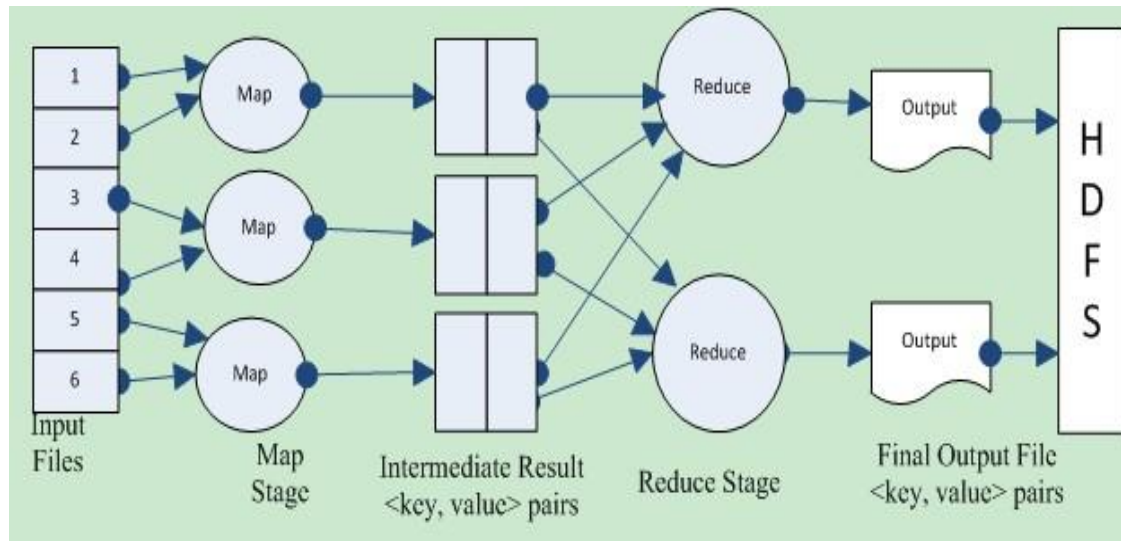 1
2
3
4
5
6
Map
Map
Map
Reduce
Reduce
Output
Output
H
D
F
S
Input
Files
Map
Stage
Intermediate Result
<key, value> pairs
Reduce Stage
Final Output File
<key, value> pairs